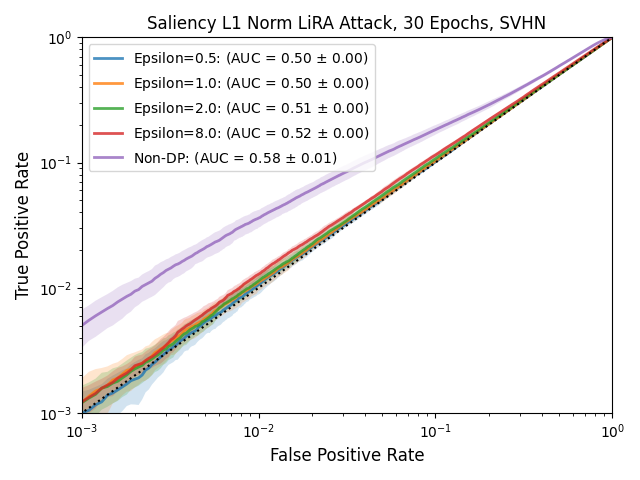 Saliency L1 Norm LiRA Attack, 30 Epochs, SVHN
10⁰
Epsilon=0.5: (AUC = 0.50 ± 0.00)
Epsilon=1.0: (AUC = 0.50 ± 0.00)
Epsilon=2.0: (AUC = 0.51 ± 0.00)
Epsilon=8.0: (AUC = 0.52 ± 0.00)
Non-DP: (AUC = 0.58 ± 0.01)
10⁻¹
True Positive Rate
10⁻²
10⁻³
10⁻³ 10⁻² 10⁻¹ 10⁰
False Positive Rate